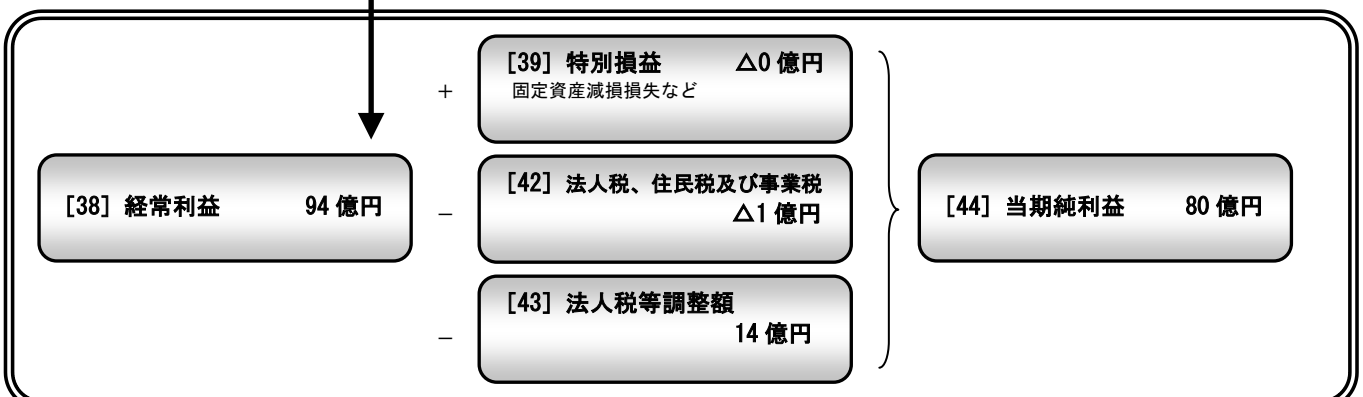 [39] 特別損益 △0 億円
固定資産減損損失など
+
[38] 経常利益 94 億円
[42] 法人税、住民税及び事業税
△1 億円
−
[44] 当期純利益 80 億円
[43] 法人税等調整額
14 億円
−